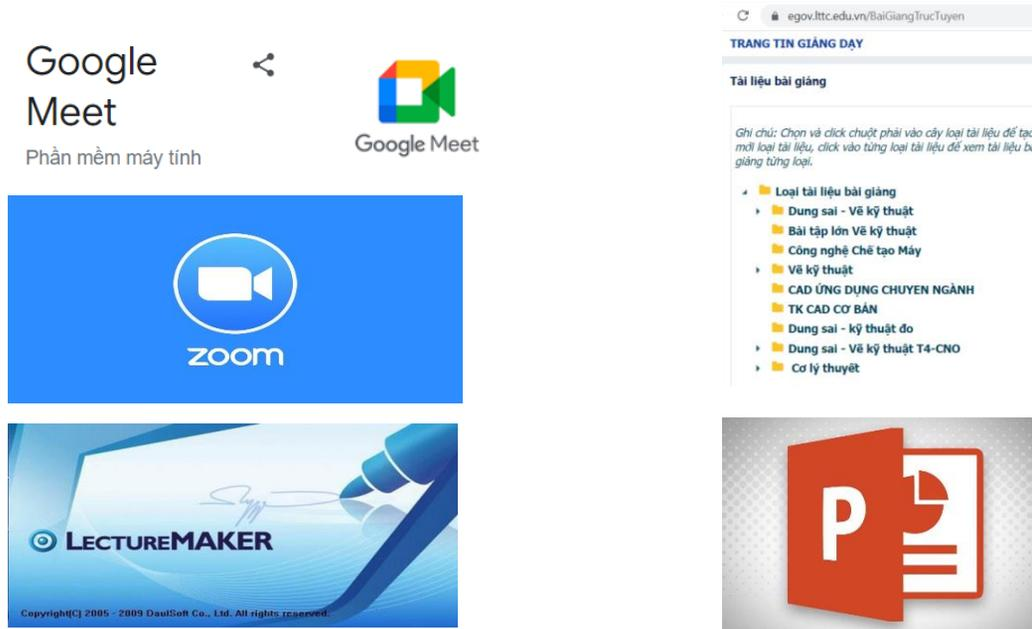 Google
Meet
Phần mềm máy tính
Google Meet
zoom
LECTUREMAKER
Copyright(C) 2005 - 2009 DaulSoft Co., Ltd. All rights reserved.
egov.lttc.edu.vn/BaiGiangTrucTuyen
TRANG TIN GIẢNG DẠY
Tài liệu bài giảng
Ghi chú: Chọn và click chuột phải vào cây loại tài liệu để tạo
mới loại tài liệu, click vào từng loại tài liệu để xem tài liệu
giảng từng loại.
Loại tài liệu bài giảng
Dung sai - Vẽ kỹ thuật
Bài tập lớn Vẽ kỹ thuật
Công nghệ Chế tạo Máy
Vẽ kỹ thuật
CAD ỨNG DỤNG CHUYEN NGÀNH
TK CAD CƠ BẢN
Dung sai - kỹ thuật đo
Dung sai - Vẽ kỹ thuật T4-CNO
Cơ lý thuyết
P